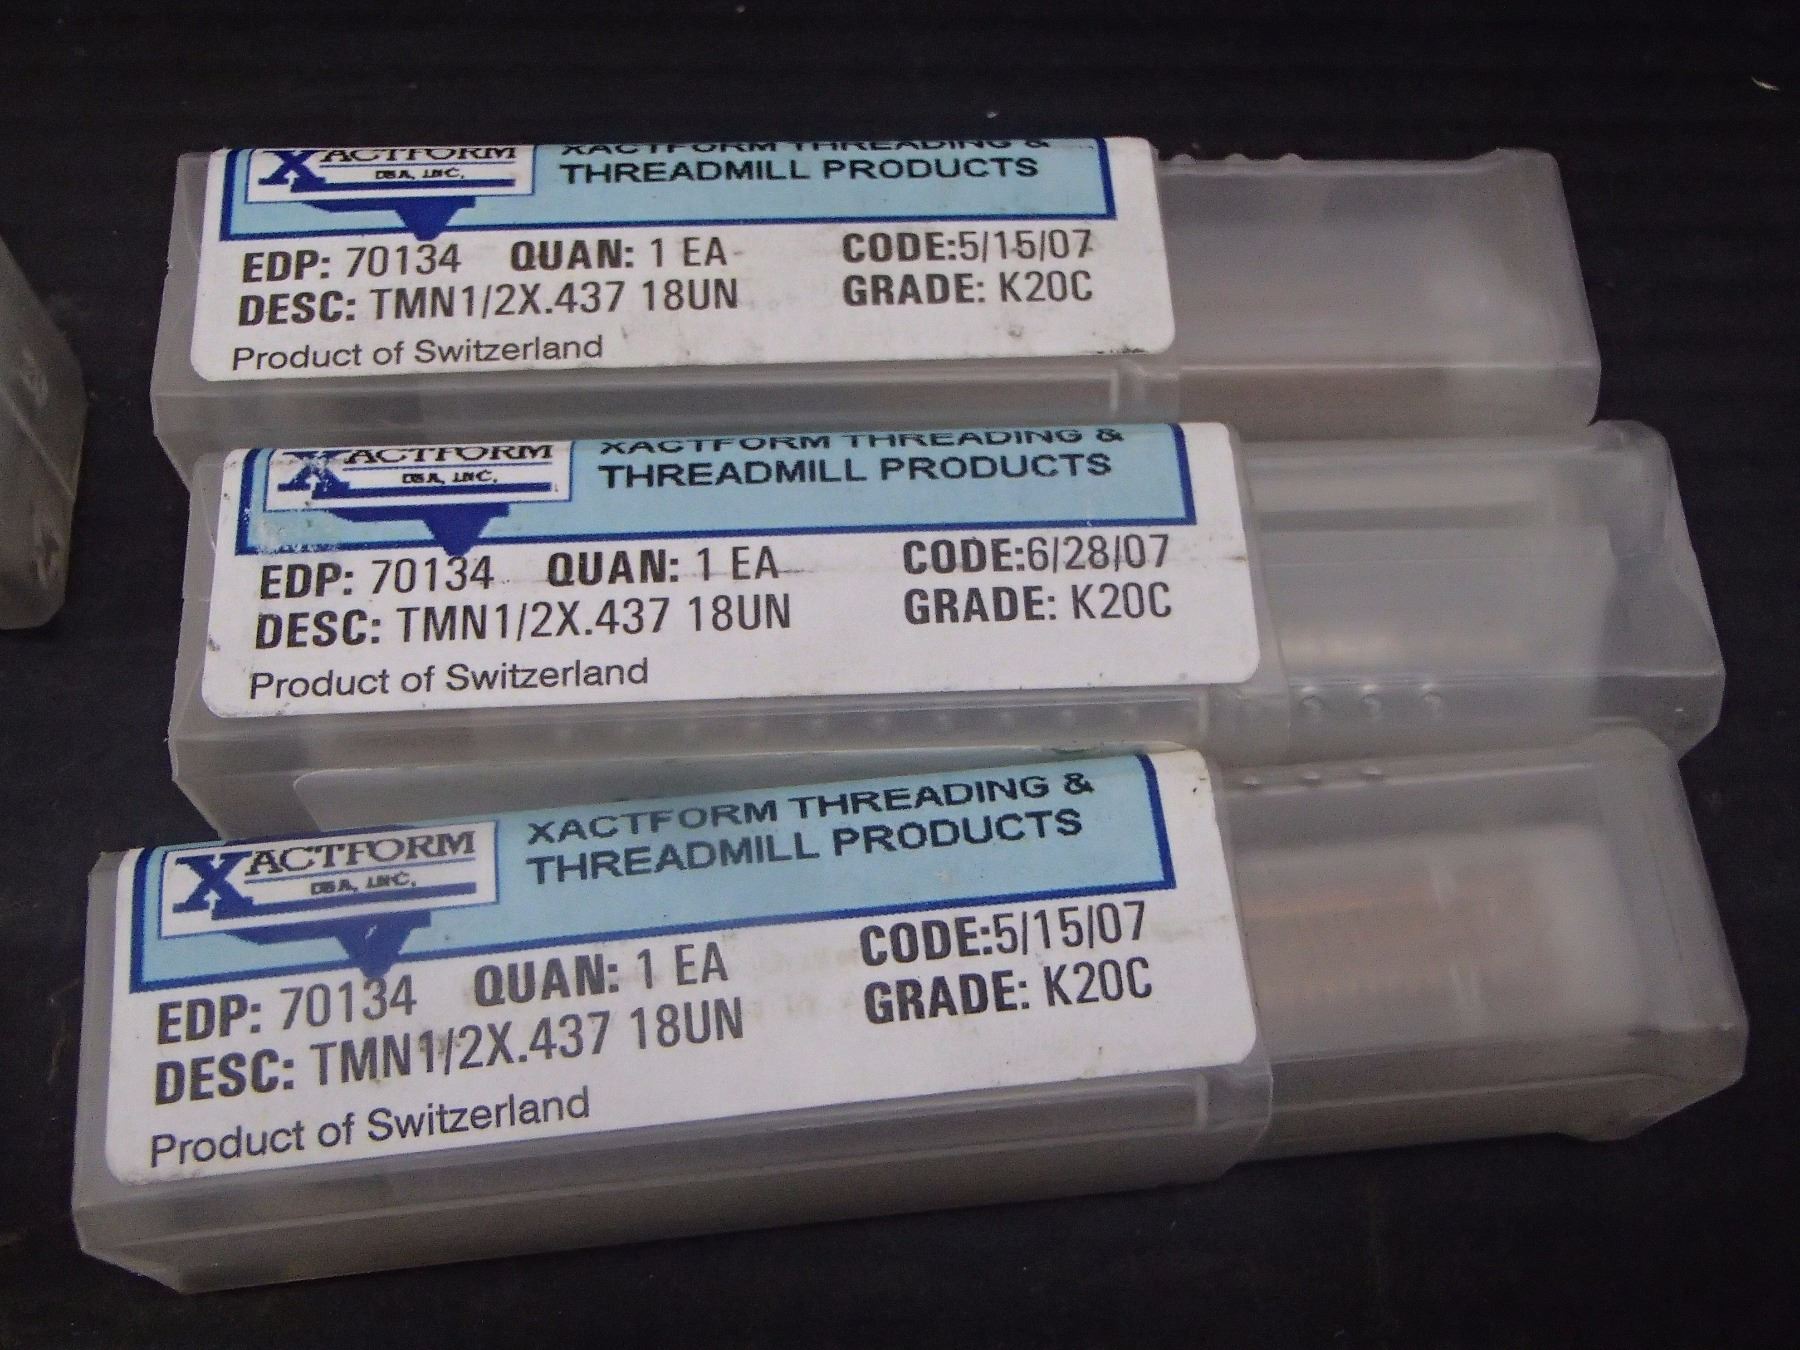 XACTFORM
USA, INC.
XACTFORM THREADING &
THREADMILL PRODUCTS
EDP: 70134 QUAN: 1 EA CODE:5/15/07
DESC: TMN1/2X.437 18UN GRADE: K20C
Product of Switzerland
XACTFORM
USA, INC.
XACTFORM THREADING &
THREADMILL PRODUCTS
EDP: 70134 QUAN: 1 EA CODE:6/28/07
DESC: TMN1/2X.437 18UN GRADE: K20C
Product of Switzerland
XACTFORM
USA, INC.
XACTFORM THREADING &
THREADMILL PRODUCTS
EDP: 70134 QUAN: 1 EA CODE:5/15/07
DESC: TMN1/2X.437 18UN GRADE: K20C
Product of Switzerland